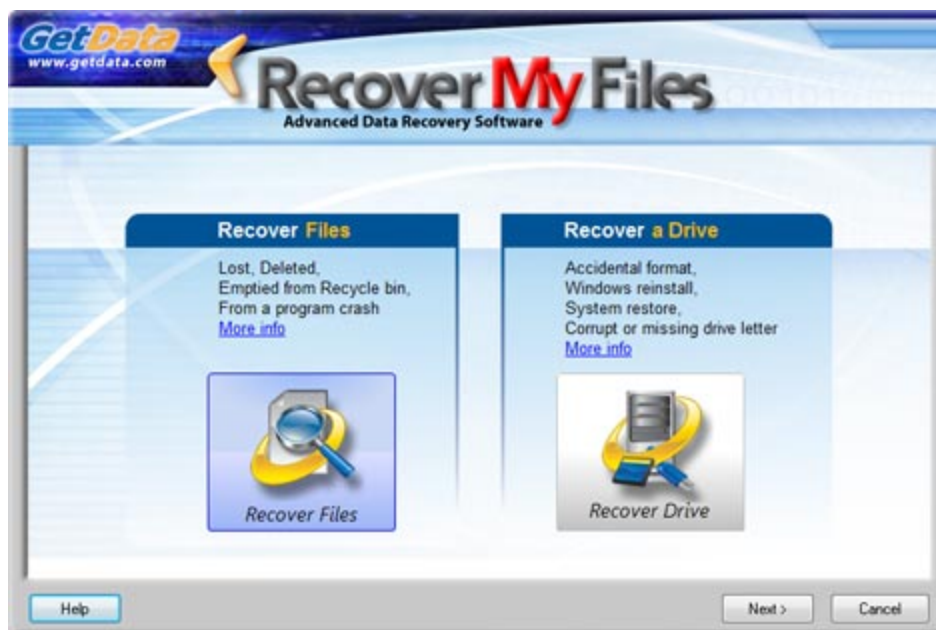 GetData
www.getdata.com
Recover My Files
Advanced Data Recovery Software
Recover Files
Lost, Deleted,
Emptied from Recycle bin,
From a program crash
More info
Recover Files
Recover a Drive
Accidental format,
Windows reinstall,
System restore,
Corrupt or missing drive letter
More info
Recover Drive
Help
Next >
Cancel